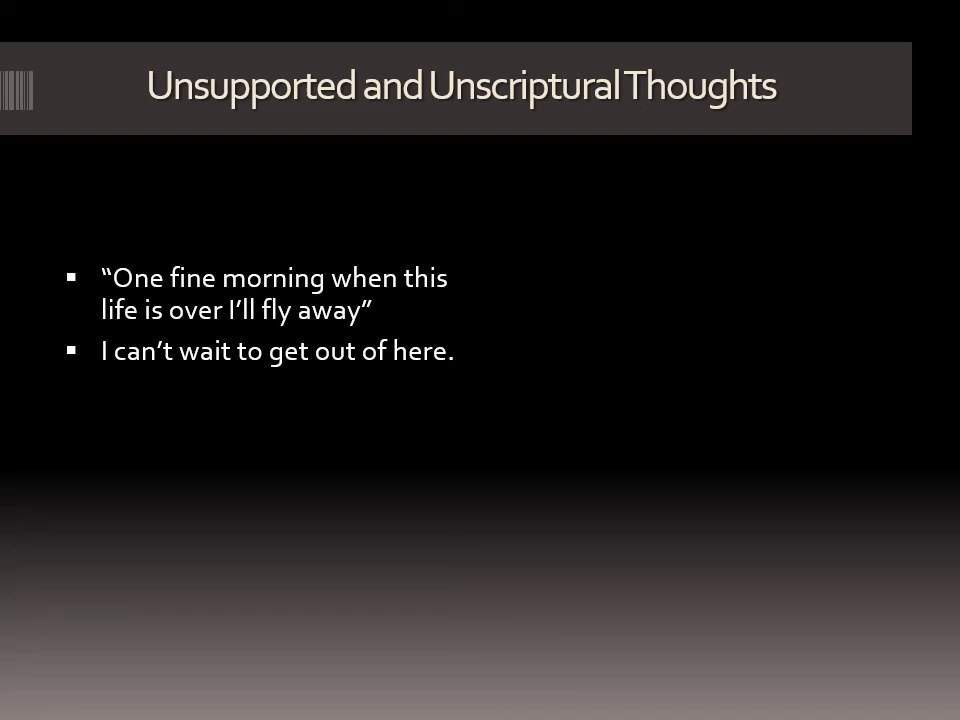 Unsupported and Unscriptural Thoughts
▪ “One fine morning when this
life is over I’ll fly away”
▪ I can’t wait to get out of here.